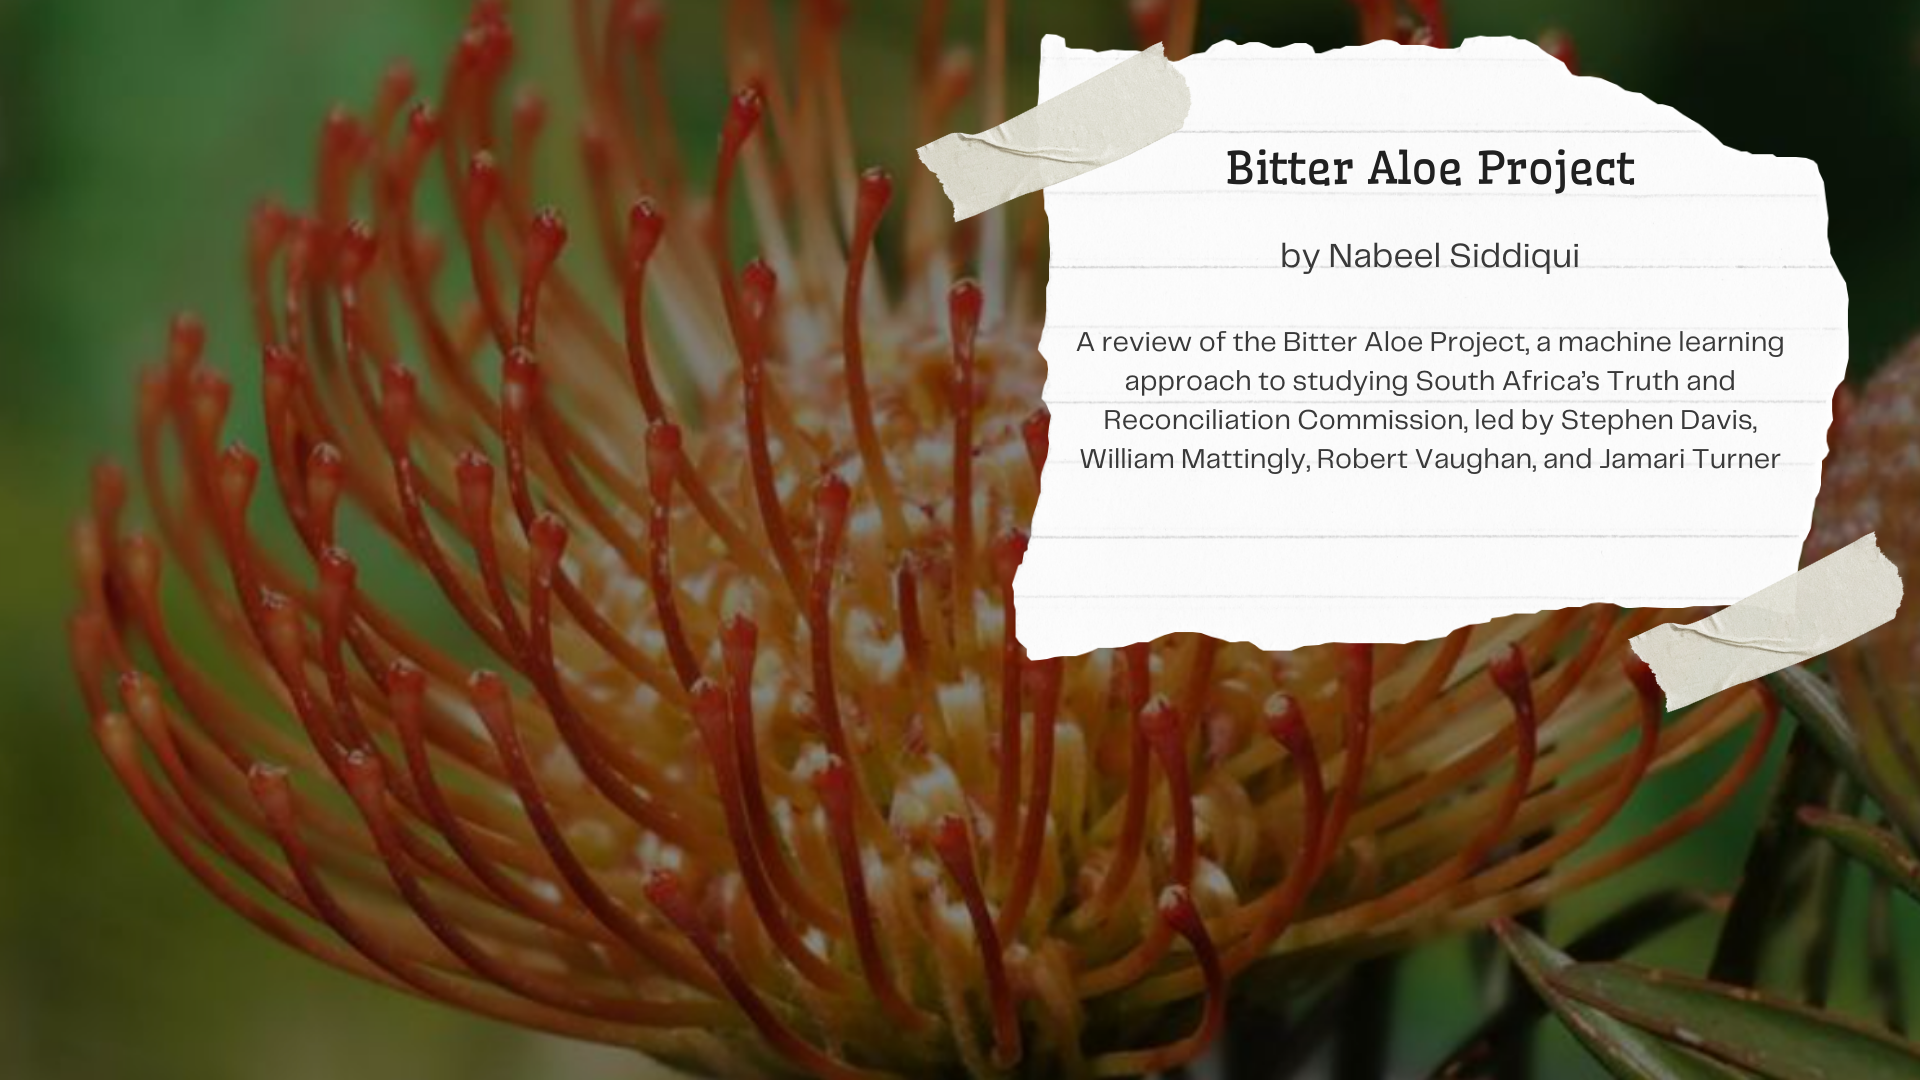 Bitter Aloe Project
by Nabeel Siddiqui
A review of the Bitter Aloe Project, a machine learning
approach to studying South Africa’s Truth and
Reconciliation Commission, led by Stephen Davis,
William Mattingly, Robert Vaughan, and Jamari Turner